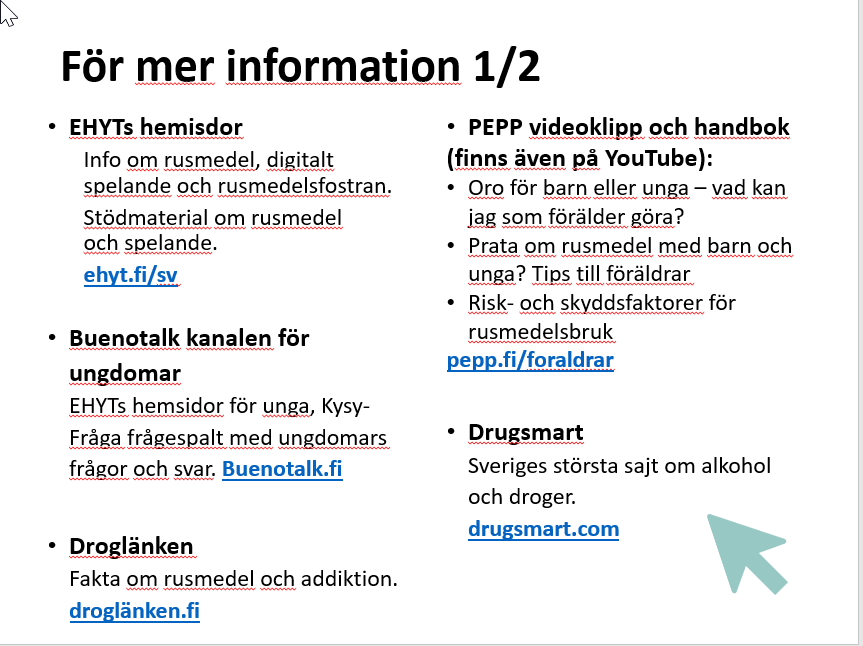 För mer information 1/2
• EHYTs hemisdor
Info om rusmedel, digitalt
spelande och rusmedelsfostran.
Stödmaterial om rusmedel
och spelande.
ehyt.fi/sv
• Buenotalk kanalen för
ungdomar
EHYTs hemsidor för unga, Kysy-
Fråga frågespalt med ungdomars
frågor och svar. Buenotalk.fi
• Droglänken
Fakta om rusmedel och addiktion.
droglänken.fi
• PEPP videoklipp och handbok
(finns även på YouTube):
• Oro för barn eller unga – vad kan
jag som förälder göra?
• Prata om rusmedel med barn och
unga? Tips till föräldrar
• Risk- och skyddsfaktorer för
rusmedelsbruk
pepp.fi/foraldrar
• Drugsmart
Sveriges största sajt om alkohol
och droger.
drugsmart.com